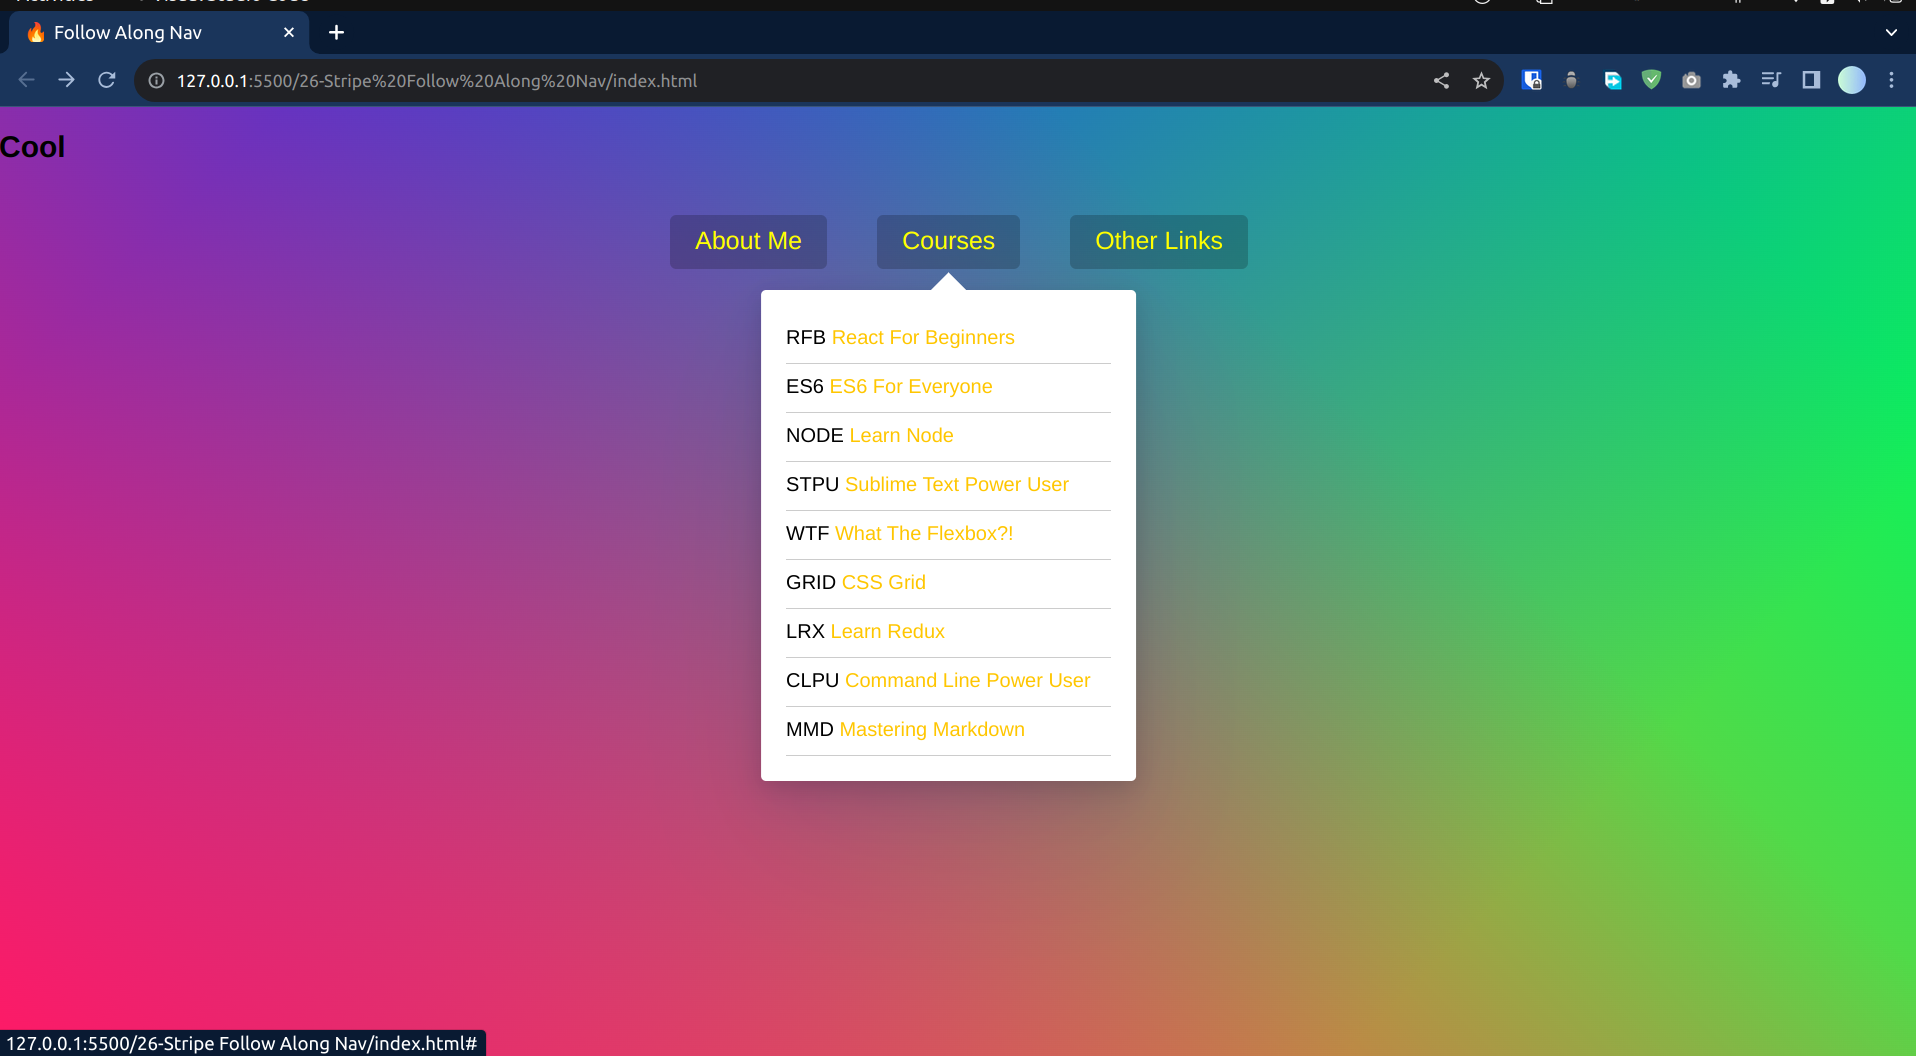 Follow Along Nav
127.0.0.1:5500/26-Stripe%20Follow%20Along%20Nav/index.html
Cool
About Me
Courses
Other Links
RFB React For Beginners
ES6 ES6 For Everyone
NODE Learn Node
STPU Sublime Text Power User
WTF What The Flexbox?!
GRID CSS Grid
LRX Learn Redux
CLPU Command Line Power User
MMD Mastering Markdown
127.0.0.1:5500/26-Stripe Follow Along Nav/index.html#